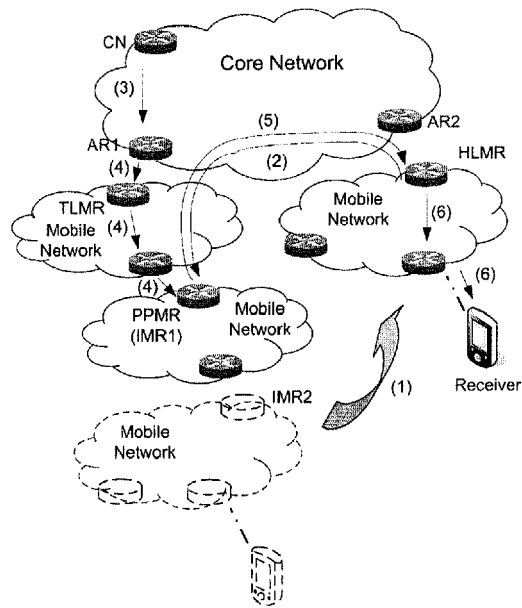 CN
Core Network
(3)
(5)
AR2
AR1
(2)
HLMR
(4)
TLMR
Mobile
Network
(4)
Mobile
Network
(6)
(4)
(6)
PPMR
(IMR1)
Mobile
Network
Receiver
(1)
IMR2
Mobile
Network